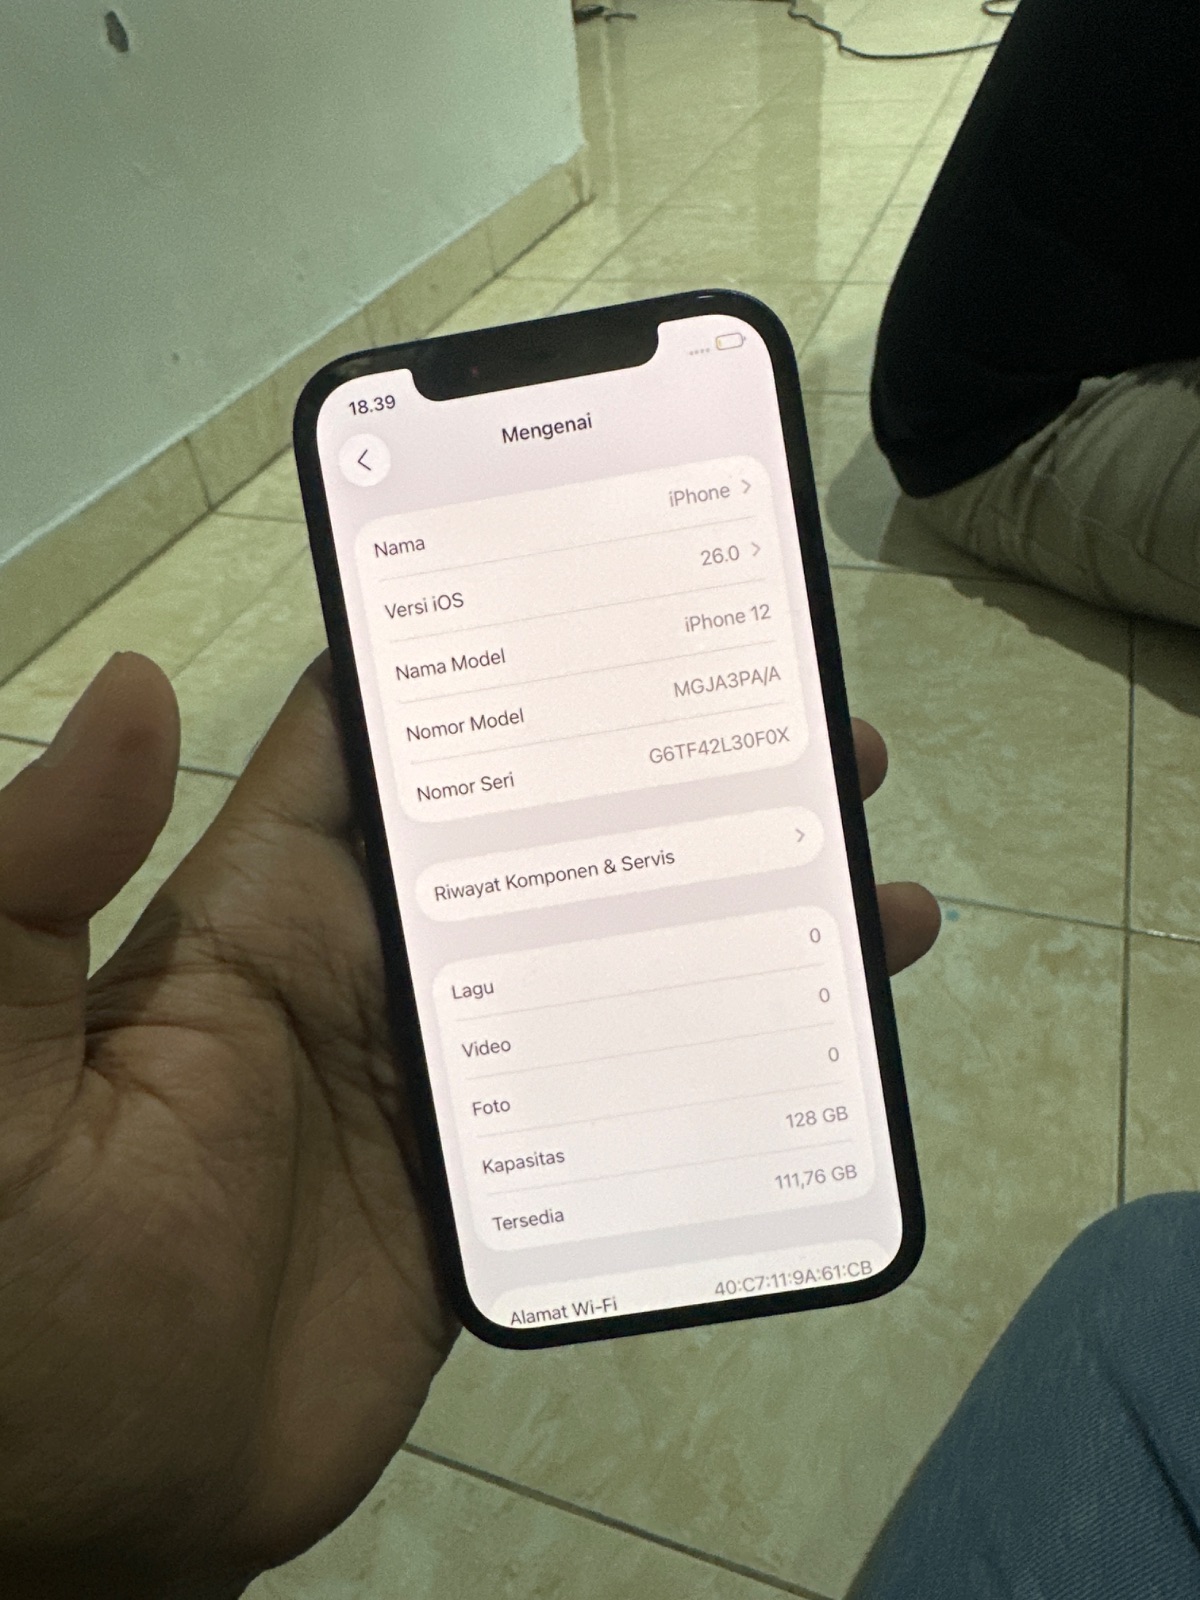 18.39
Mengenai
Nama iPhone
Versi iOS 26.0
Nama Model iPhone 12
Nomor Model MGJA3PA/A
Nomor Seri G6TF42L30F0X
Riwayat Komponen & Servis
Lagu 0
Video 0
Foto 0
Kapasitas 128 GB
Tersedia 111,76 GB
Alamat Wi-Fi 40:C7:11:9A:61:CB